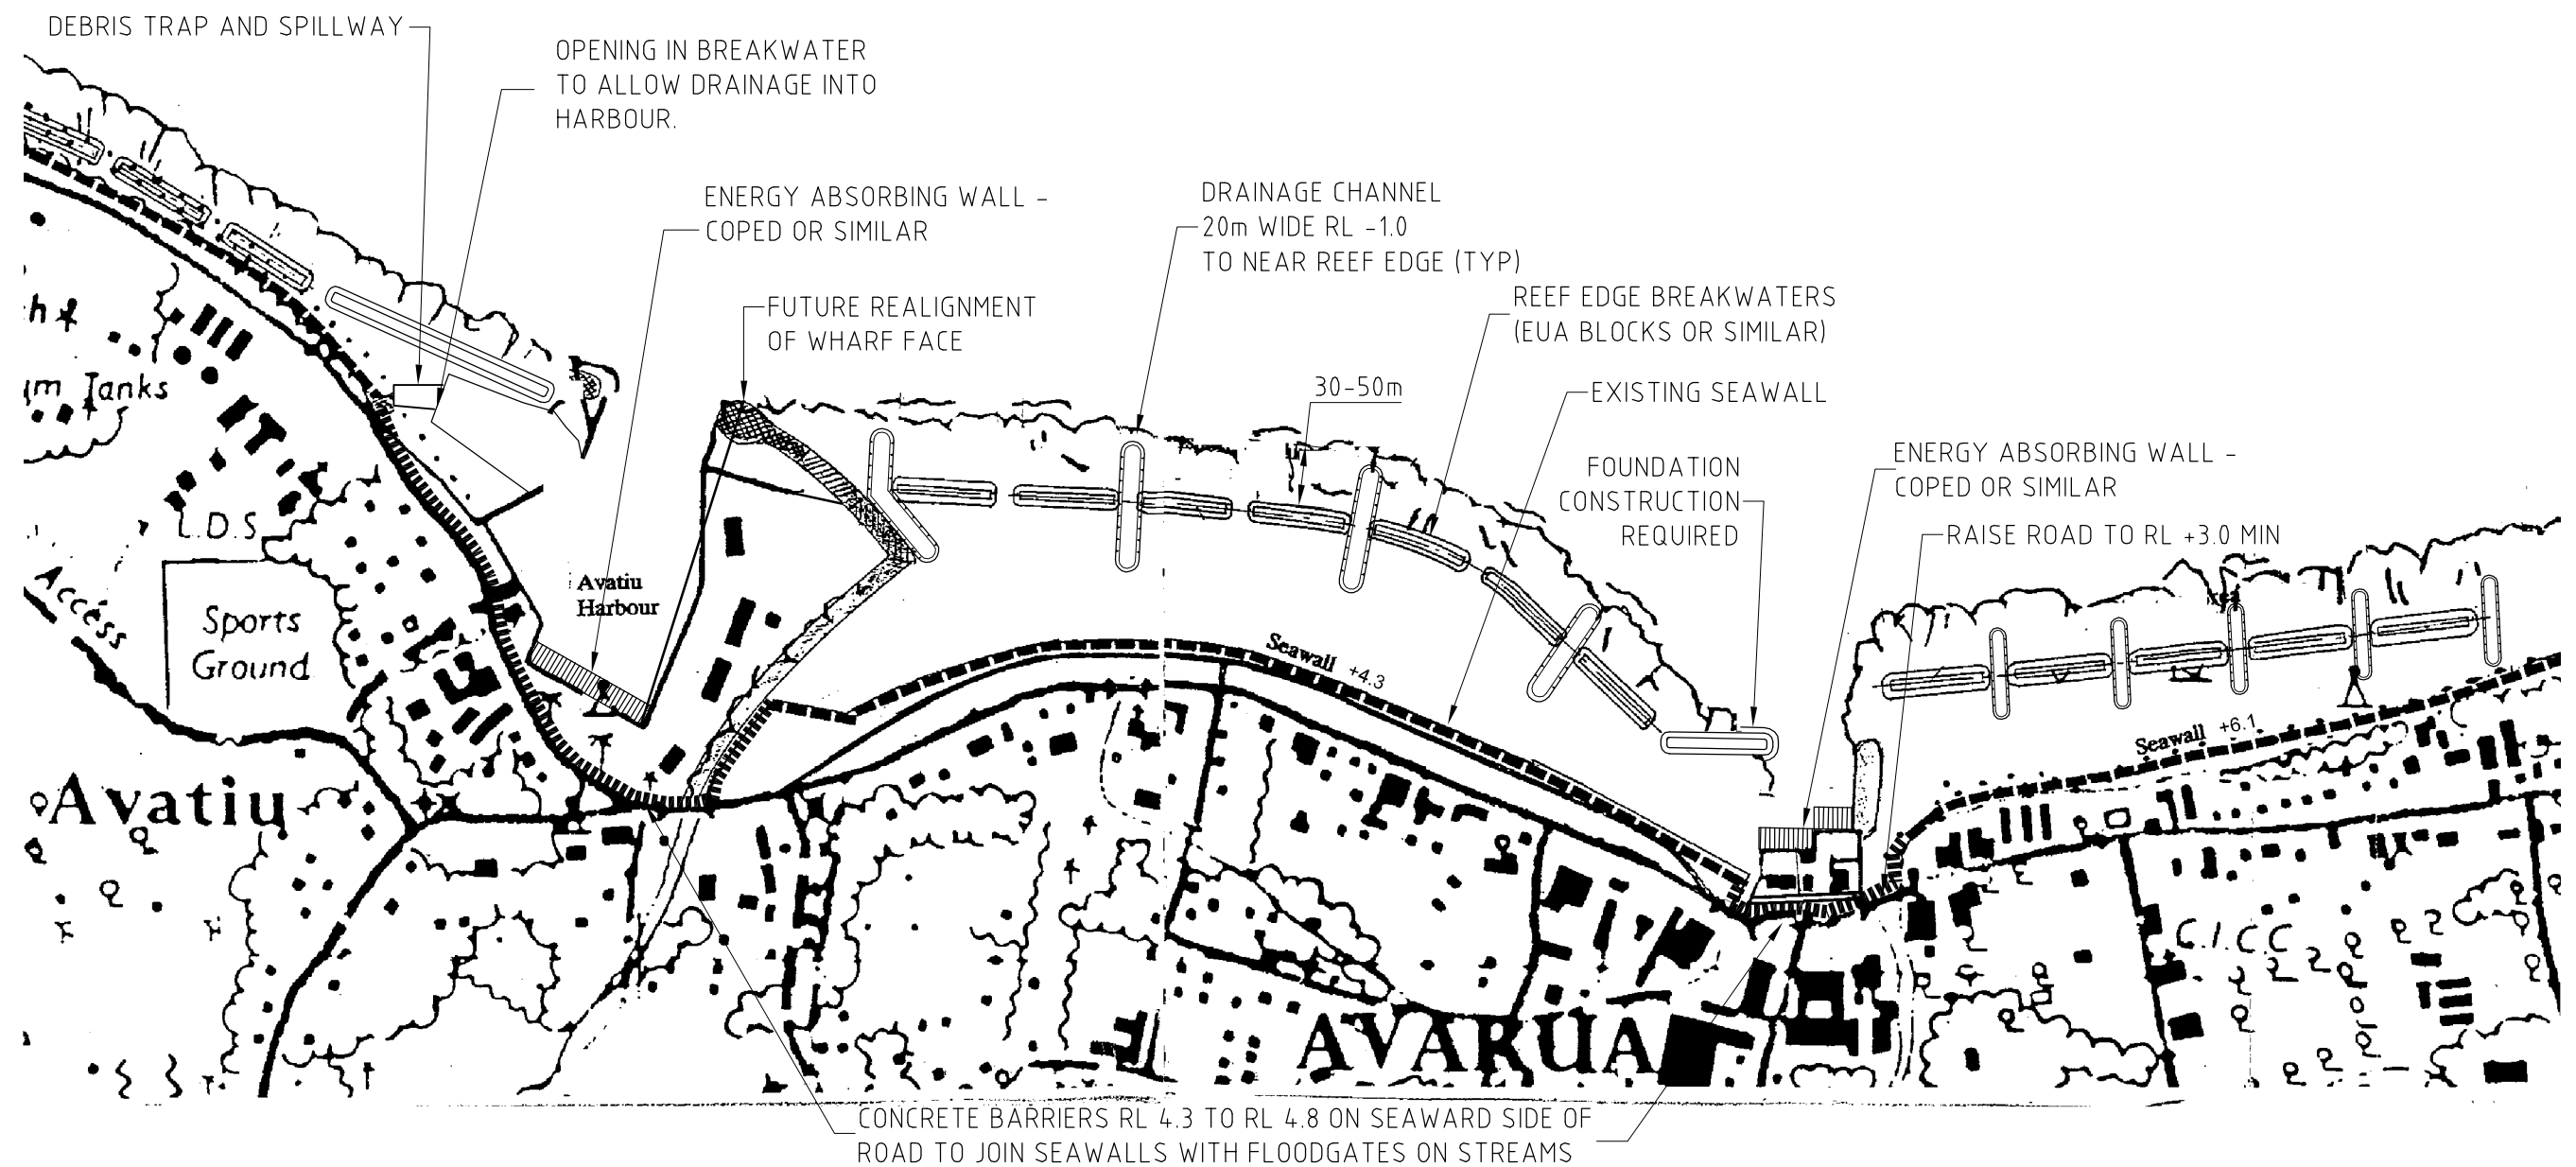 DEBRIS TRAP AND SPILLWAY
OPENING IN BREAKWATER
TO ALLOW DRAINAGE INTO
HARBOUR.
ENERGY ABSORBING WALL -
COPED OR SIMILAR
DRAINAGE CHANNEL
20m WIDE RL -1.0
TO NEAR REEF EDGE (TYP)
FUTURE REALIGNMENT
OF WHARF FACE
REEF EDGE BREAKWATERS
(EUA BLOCKS OR SIMILAR)
30-50m
EXISTING SEAWALL
FOUNDATION
CONSTRUCTION
REQUIRED
ENERGY ABSORBING WALL -
COPED OR SIMILAR
RAISE ROAD TO RL +3.0 MIN
Tanks
L.D.S
Access
Sports
Ground
Avatiu
Harbour
Seawall +4.3
Seawall +6.1
Avatiu
C.I.C.C
AVARUA
CONCRETE BARRIERS RL 4.3 TO RL 4.8 ON SEAWARD SIDE OF
ROAD TO JOIN SEAWALLS WITH FLOODGATES ON STREAMS